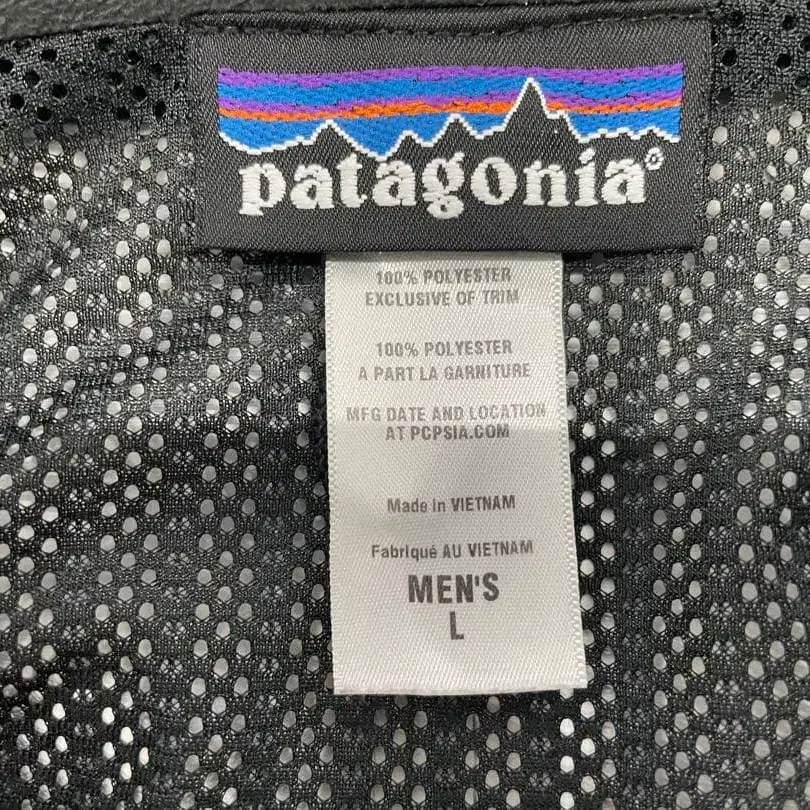 patagonia®
100% POLYESTER
EXCLUSIVE OF TRIM
100% POLYESTER
A PART LA GARNITURE
MFG DATE AND LOCATION
AT PCPSIA.COM
Made in VIETNAM
Fabriqué AU VIETNAM
MEN'S
L